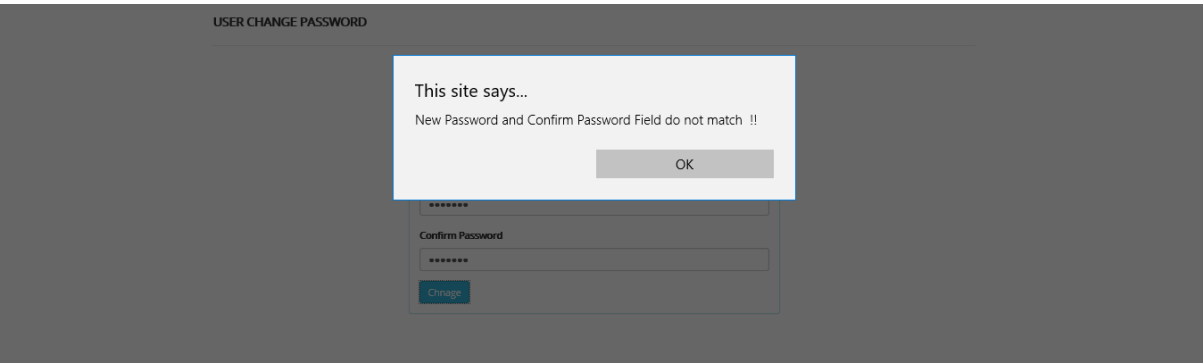 USER CHANGE PASSWORD
This site says...
New Password and Confirm Password Field do not match !!
OK
•••••••
Confirm Password
•••••••
Chnage